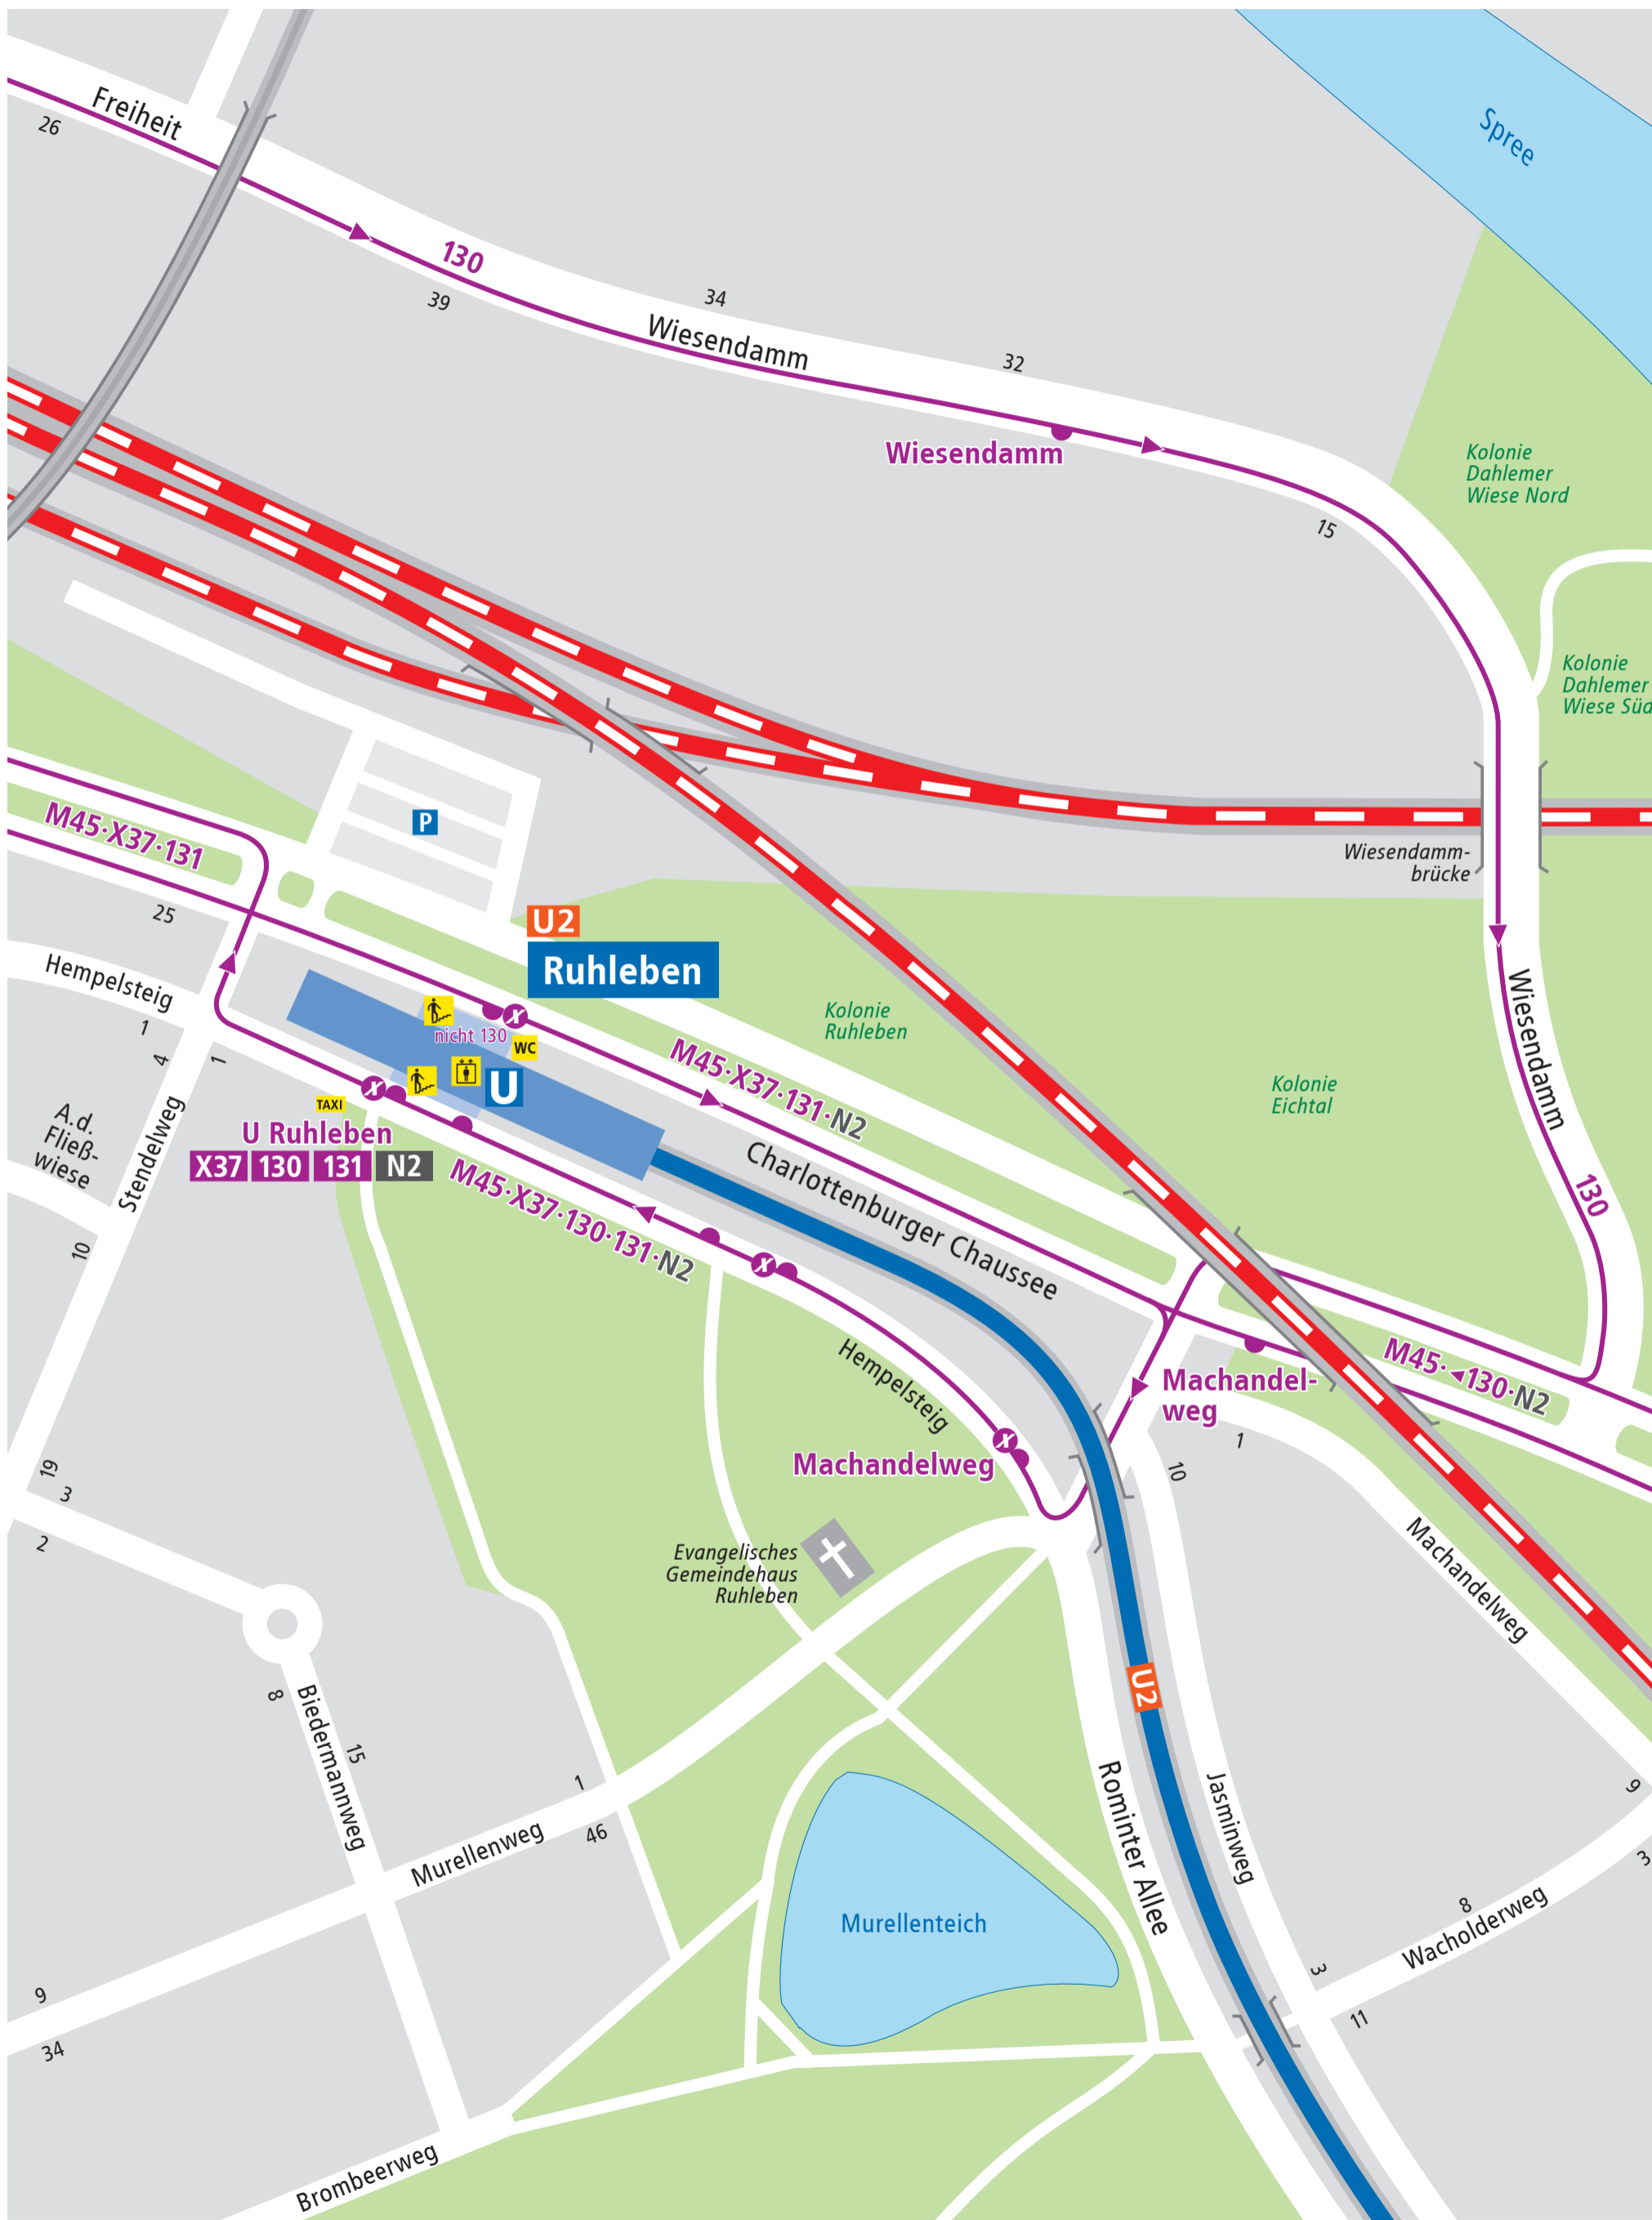 Freiheit
26
Spree
130
39
34
Wiesendamm
32
Wiesendamm
15
Kolonie
Dahlemer
Wiese Nord
Kolonie
Dahlemer
Wiese Süd
M45·X37·131
P
Wiesendamm-
brücke
25
U2
Ruhleben
Hempelsteig
1
4
1
nicht 130
WC
U
X
Kolonie
Ruhleben
Wiesendamm
M45·X37·131·N2
Kolonie
Eichtal
A.d.
Fließ-
wiese
Stendelweg
TAXI
X
U Ruhleben
X37
130
131
N2
M45·X37·130·131·N2
Charlottenburger Chaussee
130
10
X
Hempelsteig
Machandel-
weg
M45·◄130·N2
1
10
X
Machandelweg
19
3
2
Evangelisches
Gemeindehaus
Ruhleben
Machandelweg
8
Biedermannweg
15
U2
1
46
Murellenweg
Rominter Allee
Jasminweg
9
3
Murellenteich
8
Wacholderweg
3
11
9
34
Brombeerweg